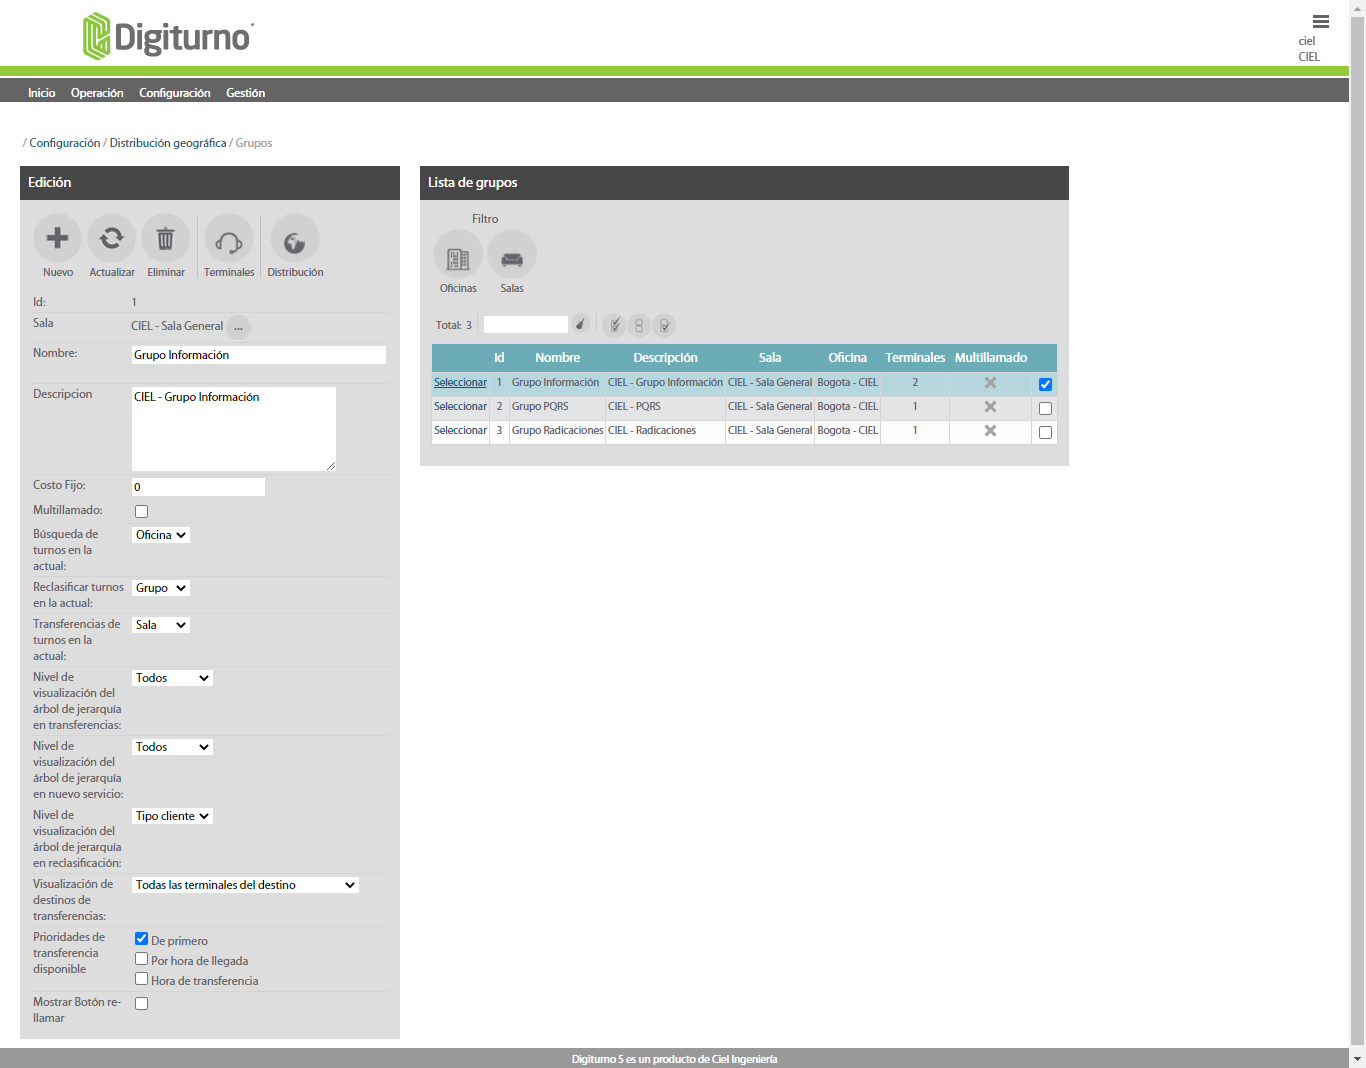 Digiturno
ciel
CIEL
Inicio Operación Configuración Gestión
/ Configuración / Distribución geográfica / Grupos
Edición
Nuevo Actualizar Eliminar Terminales Distribución
Id: 1
Sala CIEL - Sala General ...
Nombre: Grupo Información
Descripcion CIEL - Grupo Información
Costo Fijo: 0
Multillamado:
Búsqueda de turnos en la actual: Oficina
Reclasificar turnos en la actual: Grupo
Transferencias de turnos en la actual: Sala
Nivel de visualización del árbol de jerarquía en transferencias: Todos
Nivel de visualización del árbol de jerarquía en nuevo servicio: Todos
Nivel de visualización del árbol de jerarquía en reclasificación: Tipo cliente
Visualización de destinos de transferencias: Todas las terminales del destino
Prioridades de transferencia disponible
De primero
Por hora de llegada
Hora de transferencia
Mostrar Botón re-llamar
Lista de grupos
Filtro
Oficinas Salas
Total: 3
Id Nombre Descripción Sala Oficina Terminales Multillamado
Seleccionar 1 Grupo Información CIEL - Grupo Información CIEL - Sala General Bogota - CIEL 2
Seleccionar 2 Grupo PQRS CIEL - PQRS CIEL - Sala General Bogota - CIEL 1
Seleccionar 3 Grupo Radicaciones CIEL - Radicaciones CIEL - Sala General Bogota - CIEL 1
Digiturno 5 es un producto de Ciel Ingeniería